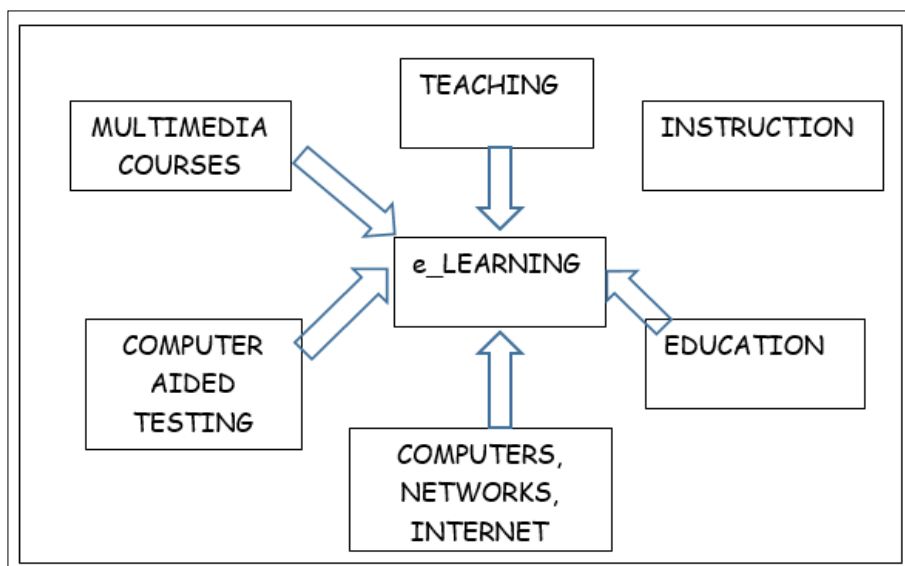 TEACHING
MULTIMEDIA
COURSES
INSTRUCTION
e_LEARNING
COMPUTER
AIDED
TESTING
EDUCATION
COMPUTERS,
NETWORKS,
INTERNET